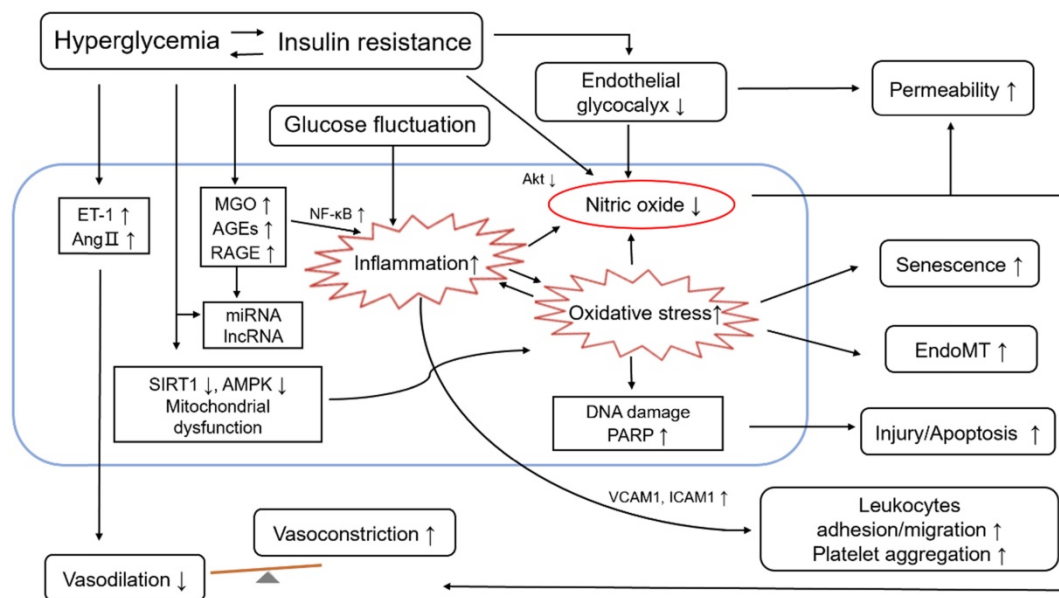 Hyperglycemia
Insulin resistance
Endothelial
glycocalyx ↓
Permeability ↑
Glucose fluctuation
Akt ↓
Nitric oxide ↓
ET-1 ↑
AngⅡ ↑
MGO ↑
AGEs ↑
RAGE ↑
NF-κB ↑
Inflammation↑
Senescence ↑
miRNA
lncRNA
Oxidative stress↑
EndoMT ↑
SIRT1 ↓, AMPK ↓
Mitochondrial
dysfunction
DNA damage
PARP ↑
Injury/Apoptosis ↑
VCAM1, ICAM1 ↑
Leukocytes
adhesion/migration ↑
Platelet aggregation ↑
Vasoconstriction ↑
Vasodilation ↓